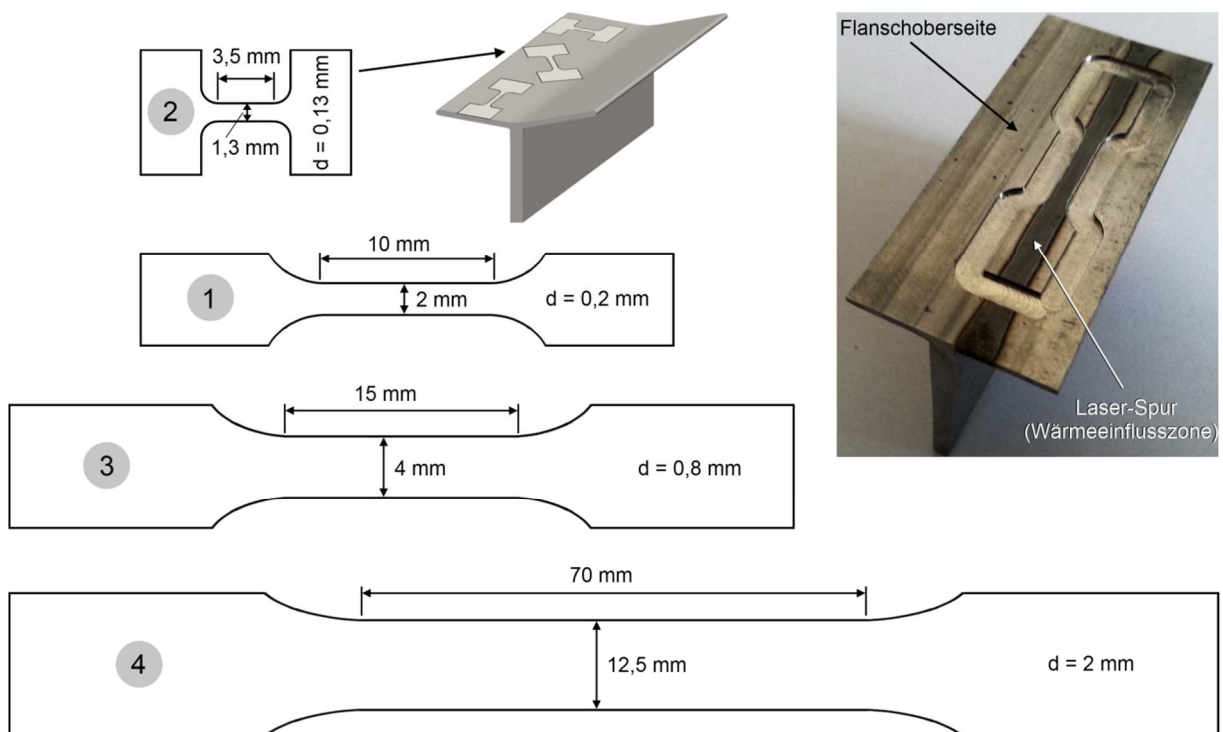 3,5 mm
2
1,3 mm
d = 0,13 mm
Flanschoberseite
10 mm
1
2 mm
d = 0,2 mm
Laser-Spur
(Wärmeeinflusszone)
15 mm
3
4 mm
d = 0,8 mm
70 mm
4
12,5 mm
d = 2 mm